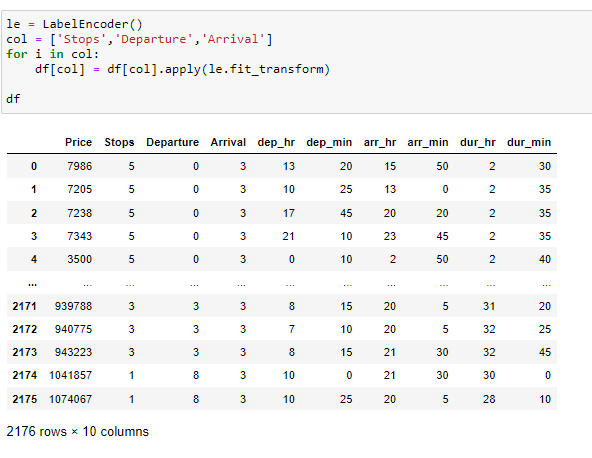 le = LabelEncoder()
col = ['Stops','Departure','Arrival']
for i in col:
    df[col] = df[col].apply(le.fit_transform)
df
Price Stops Departure Arrival dep_hr dep_min arr_hr arr_min dur_hr dur_min
0 7986 5 0 3 13 20 15 50 2 30
1 7205 5 0 3 10 25 13 0 2 35
2 7238 5 0 3 17 45 20 20 2 35
3 7343 5 0 3 21 10 23 45 2 35
4 3500 5 0 3 0 10 2 50 2 40
... ... ... ... ... ... ... ... ... ... ...
2171 939788 3 3 3 8 15 20 5 31 20
2172 940775 3 3 3 7 10 20 5 32 25
2173 943223 3 3 3 8 15 21 30 32 45
2174 1041857 1 8 3 10 0 21 30 30 0
2175 1074067 1 8 3 10 25 20 5 28 10
2176 rows × 10 columns